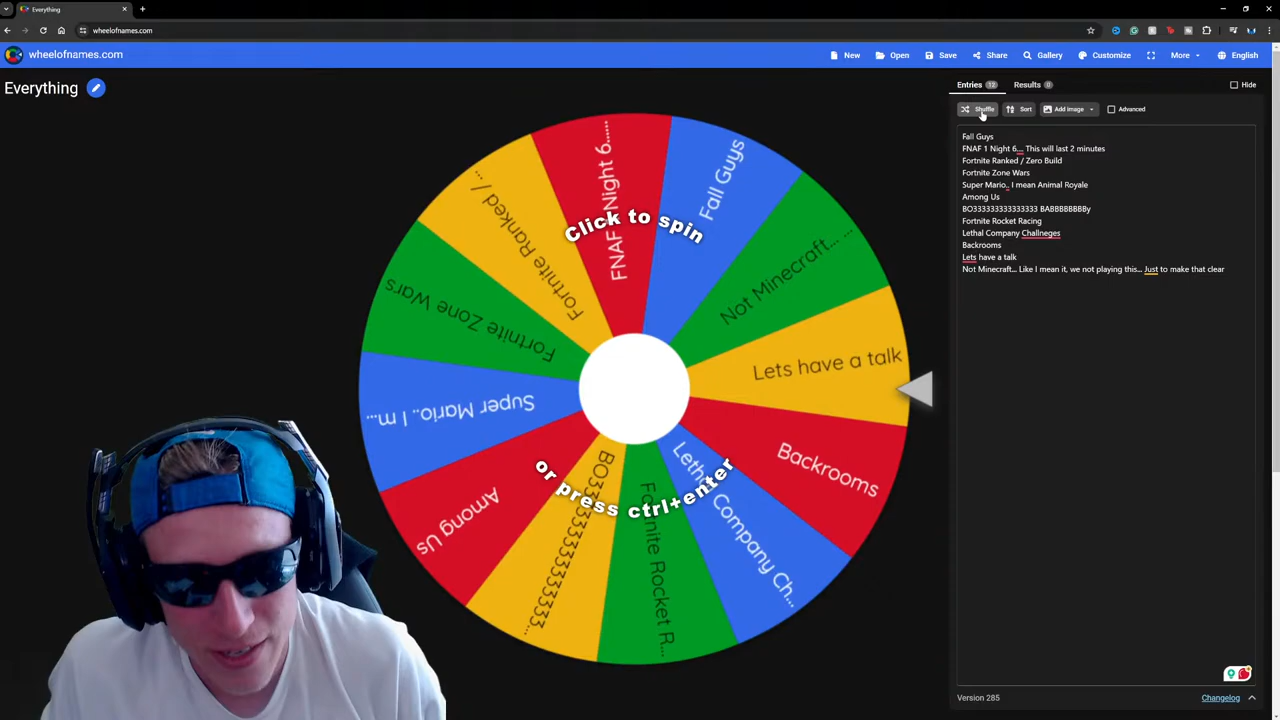 Everything
wheelofnames.com
wheelofnames.com
New
Open
Save
Share
Gallery
Customize
More
English
Everything
Entries 12
Results 0
Hide
Shuffle
Sort
Add image
Advanced
Fall Guys
FNAF 1 Night 6... This will last 2 minutes
Fortnite Ranked / Zero Build
Fortnite Zone Wars
Super Mario.. I mean Animal Royale
Among Us
BO33333333333333 BABBBBBBBy
Fortnite Rocket Racing
Lethal Company Challneges
Backrooms
Lets have a talk
Not Minecraft... Like I mean it, we not playing this... Just to make that clear
Click to spin
or press ctrl+enter
Fall Guys
Not Minecraft... ...
Lets have a talk
Backrooms
Lethal Company Ch...
Fortnite Rocket R...
Among Us
Super Mario.. I m...
Fortnite Zone Wars
Fortnite Ranked / ...
FNAF 1 Night 6......
Version 285
Changelog